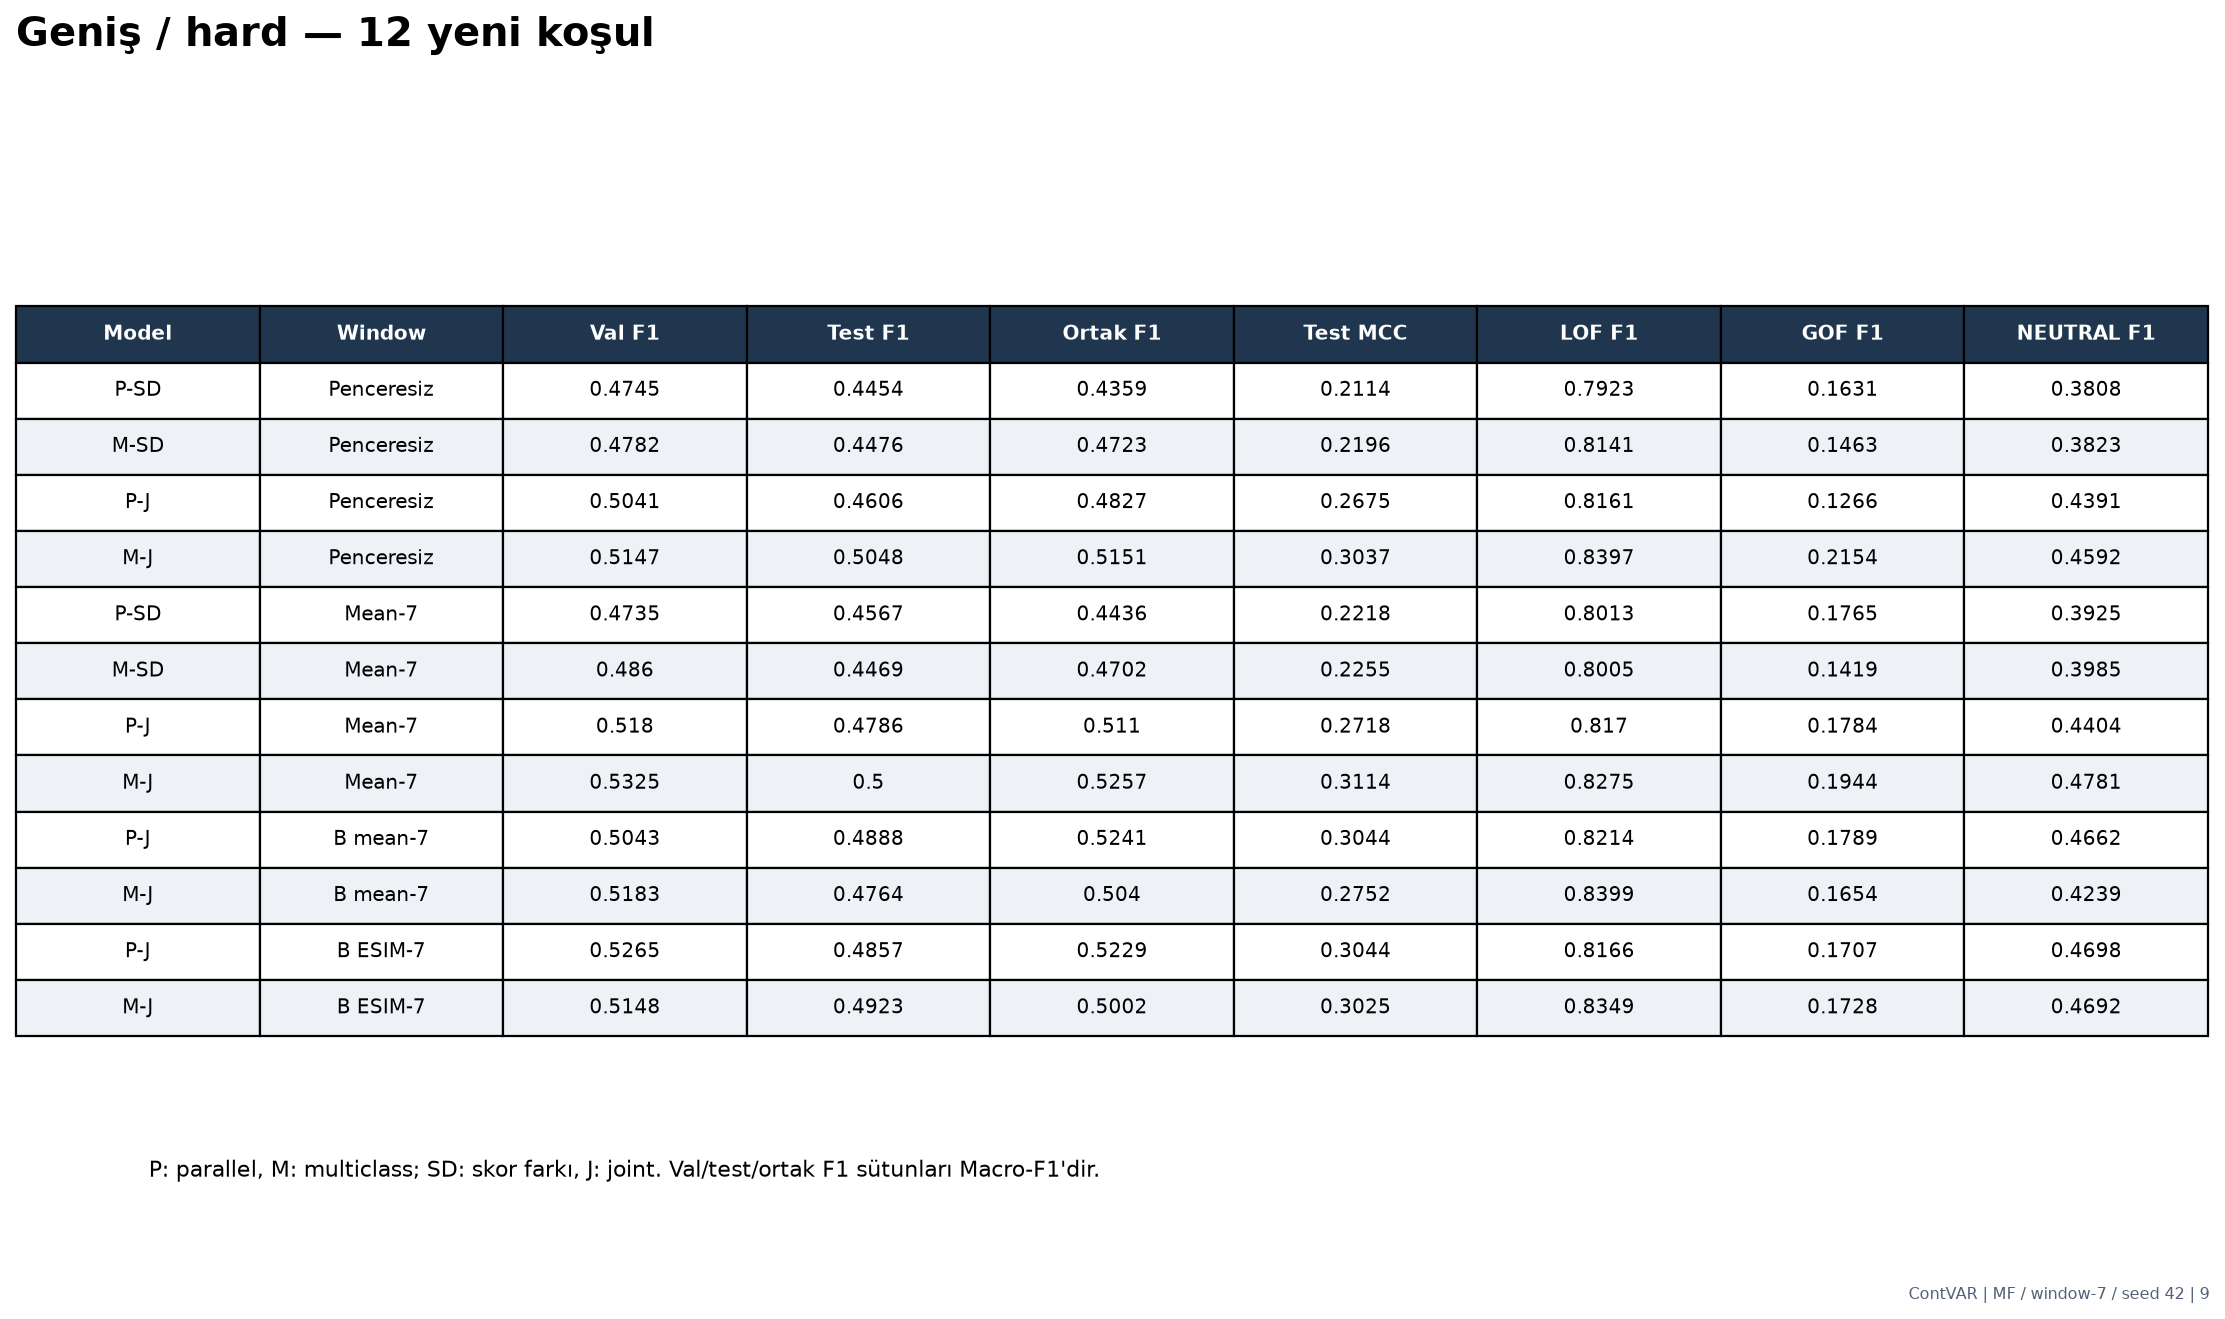 Geniş / hard — 12 yeni koşul
Model Window Val F1 Test F1 Ortak F1 Test MCC LOF F1 GOF F1 NEUTRAL F1
P-SD Penceresiz 0.4745 0.4454 0.4359 0.2114 0.7923 0.1631 0.3808
M-SD Penceresiz 0.4782 0.4476 0.4723 0.2196 0.8141 0.1463 0.3823
P-J Penceresiz 0.5041 0.4606 0.4827 0.2675 0.8161 0.1266 0.4391
M-J Penceresiz 0.5147 0.5048 0.5151 0.3037 0.8397 0.2154 0.4592
P-SD Mean-7 0.4735 0.4567 0.4436 0.2218 0.8013 0.1765 0.3925
M-SD Mean-7 0.486 0.4469 0.4702 0.2255 0.8005 0.1419 0.3985
P-J Mean-7 0.518 0.4786 0.511 0.2718 0.817 0.1784 0.4404
M-J Mean-7 0.5325 0.5 0.5257 0.3114 0.8275 0.1944 0.4781
P-J B mean-7 0.5043 0.4888 0.5241 0.3044 0.8214 0.1789 0.4662
M-J B mean-7 0.5183 0.4764 0.504 0.2752 0.8399 0.1654 0.4239
P-J B ESIM-7 0.5265 0.4857 0.5229 0.3044 0.8166 0.1707 0.4698
M-J B ESIM-7 0.5148 0.4923 0.5002 0.3025 0.8349 0.1728 0.4692
P: parallel, M: multiclass; SD: skor farkı, J: joint. Val/test/ortak F1 sütunları Macro-F1'dir.
ContVAR | MF / window-7 / seed 42 | 9